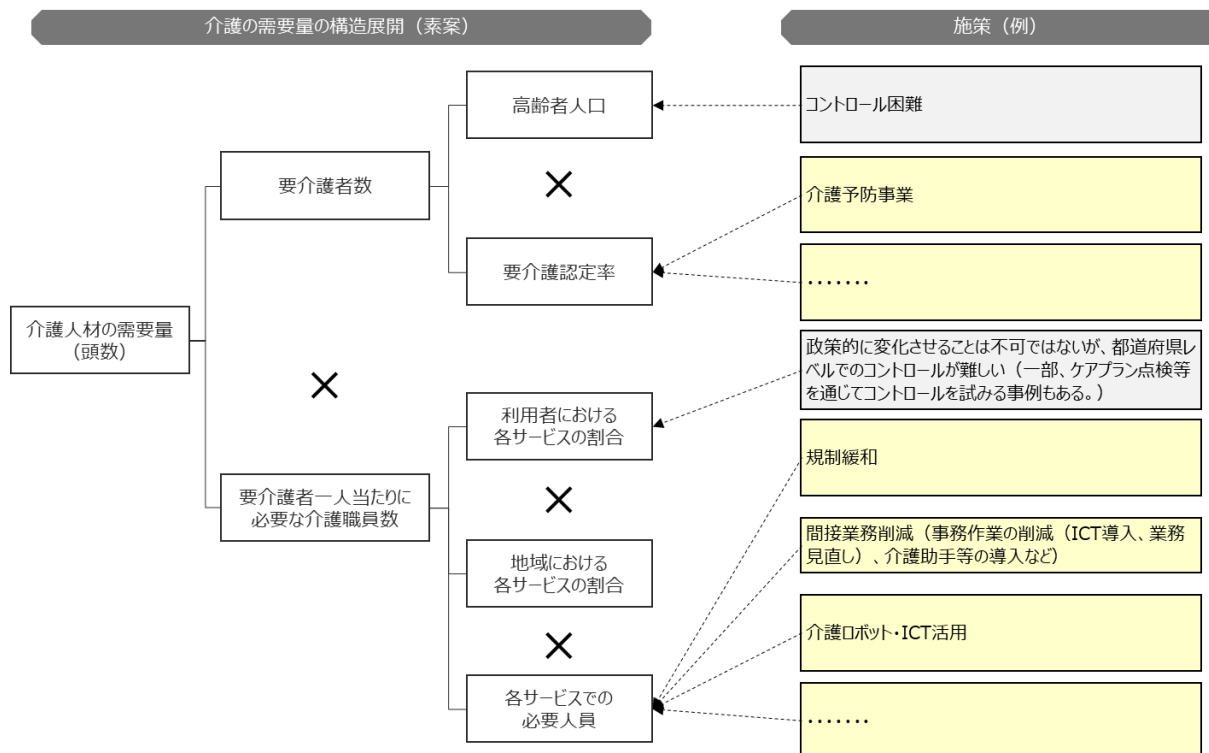 介護の需要量の構造展開（素案）
施策（例）
介護人材の需要量
（頭数）
要介護者数
×
要介護者一人当たりに
必要な介護職員数
高齢者人口
×
要介護認定率
利用者における
各サービスの割合
×
地域における
各サービスの割合
×
各サービスでの
必要人員
コントロール困難
介護予防事業
・・・・・・・
政策的に変化させることは不可ではないが、都道府県レ
ベルでのコントロールが難しい（一部、ケアプラン点検等
を通じてコントロールを試みる事例もある。）
規制緩和
間接業務削減（事務作業の削減（ICT導入、業務
見直し）、介護助手等の導入など）
介護ロボット・ICT活用
・・・・・・・